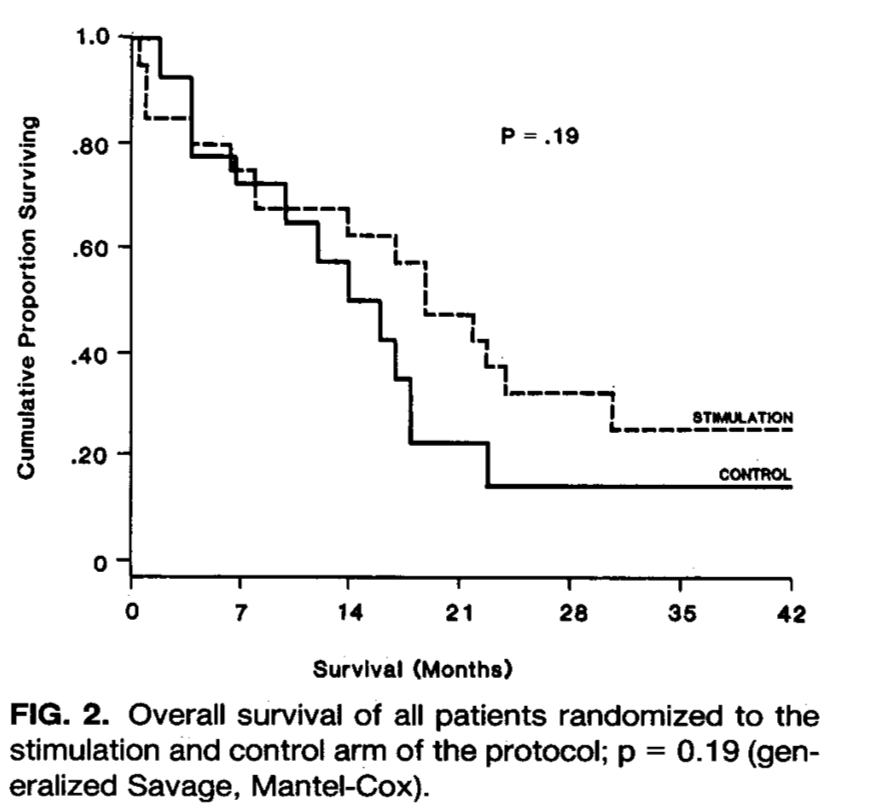 1.0
.80
.60
.40
.20
0
Cumulative Proportion Surviving
P = .19
STIMULATION
CONTROL
0 7 14 21 28 35 42
Survival (Months)
FIG. 2. Overall survival of all patients randomized to the
stimulation and control arm of the protocol; p = 0.19 (gen-
eralized Savage, Mantel-Cox).